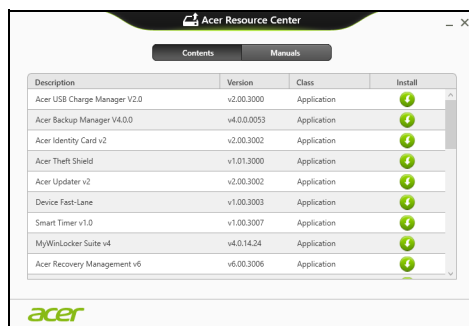 Acer Resource Center
Contents Manuals
Description Version Class Install
Acer USB Charge Manager V2.0 v2.00.3000 Application
Acer Backup Manager V4.0.0 v4.0.0.0053 Application
Acer Identity Card v2 v2.00.3002 Application
Acer Theft Shield v1.01.3000 Application
Acer Updater v2 v2.00.3002 Application
Device Fast-Lane v1.00.3003 Application
Smart Timer v1.0 v1.00.3007 Application
MyWinLocker Suite v4 v4.0.14.24 Application
Acer Recovery Management v6 v6.00.3006 Application
acer